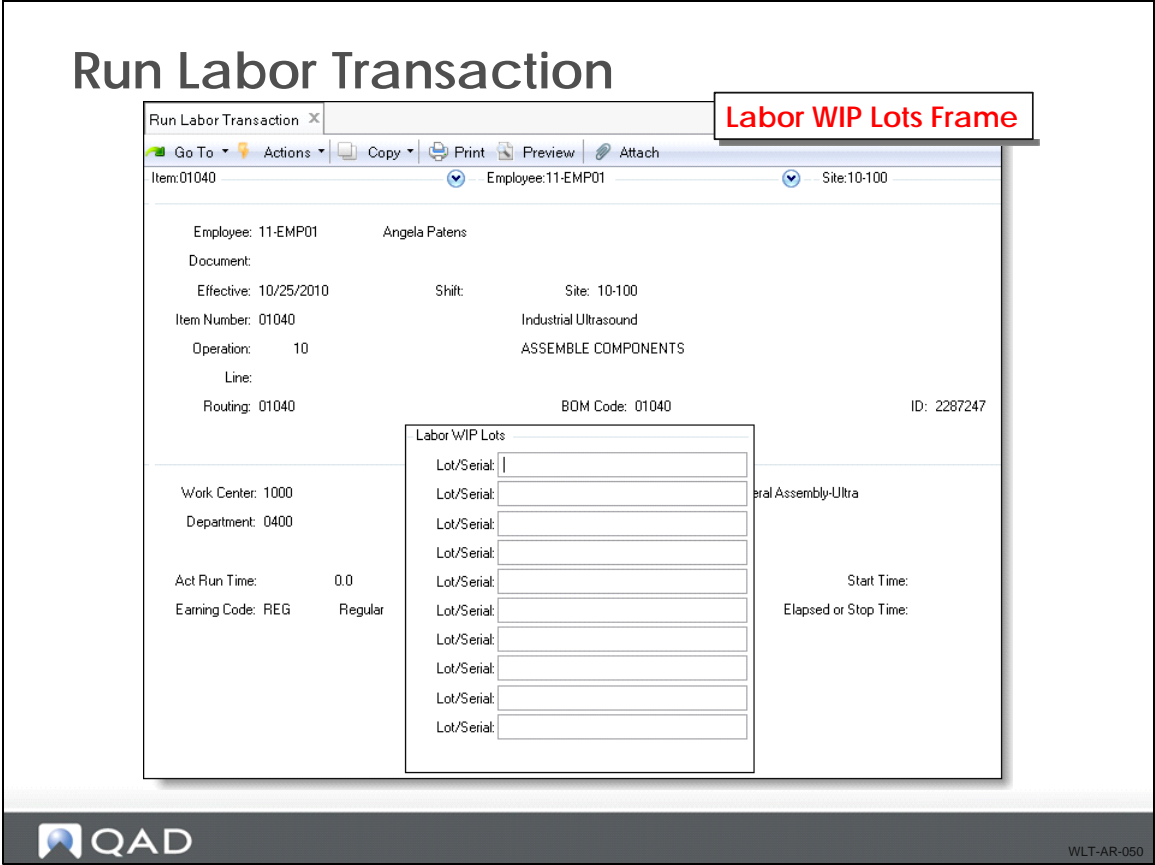 Run Labor Transaction
Labor WIP Lots Frame
Run Labor Transaction
Go To Actions Copy Print Preview Attach
Item:01040 Employee:11-EMP01 Site:10-100
Employee: 11-EMP01 Angela Patens
Document:
Effective: 10/25/2010 Shift: Site: 10-100
Item Number: 01040 Industrial Ultrasound
Operation: 10 ASSEMBLE COMPONENTS
Line:
Routing: 01040 BOM Code: 01040 ID: 2287247
Labor WIP Lots
Lot/Serial:
Work Center: 1000 Lot/Serial: eral Assembly-Ultra
Department: 0400 Lot/Serial:
Lot/Serial:
Act Run Time: 0.0 Lot/Serial: Start Time:
Earning Code: REG Regular Lot/Serial: Elapsed or Stop Time:
Lot/Serial:
Lot/Serial:
Lot/Serial:
Lot/Serial:
QAD
WLT-AR-050